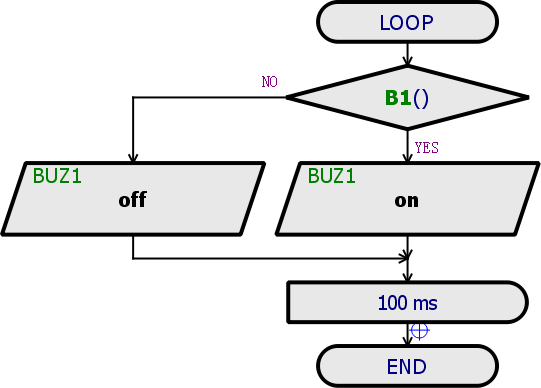 LOOP
NO
B1()
YES
BUZ1
off
BUZ1
on
100 ms
END